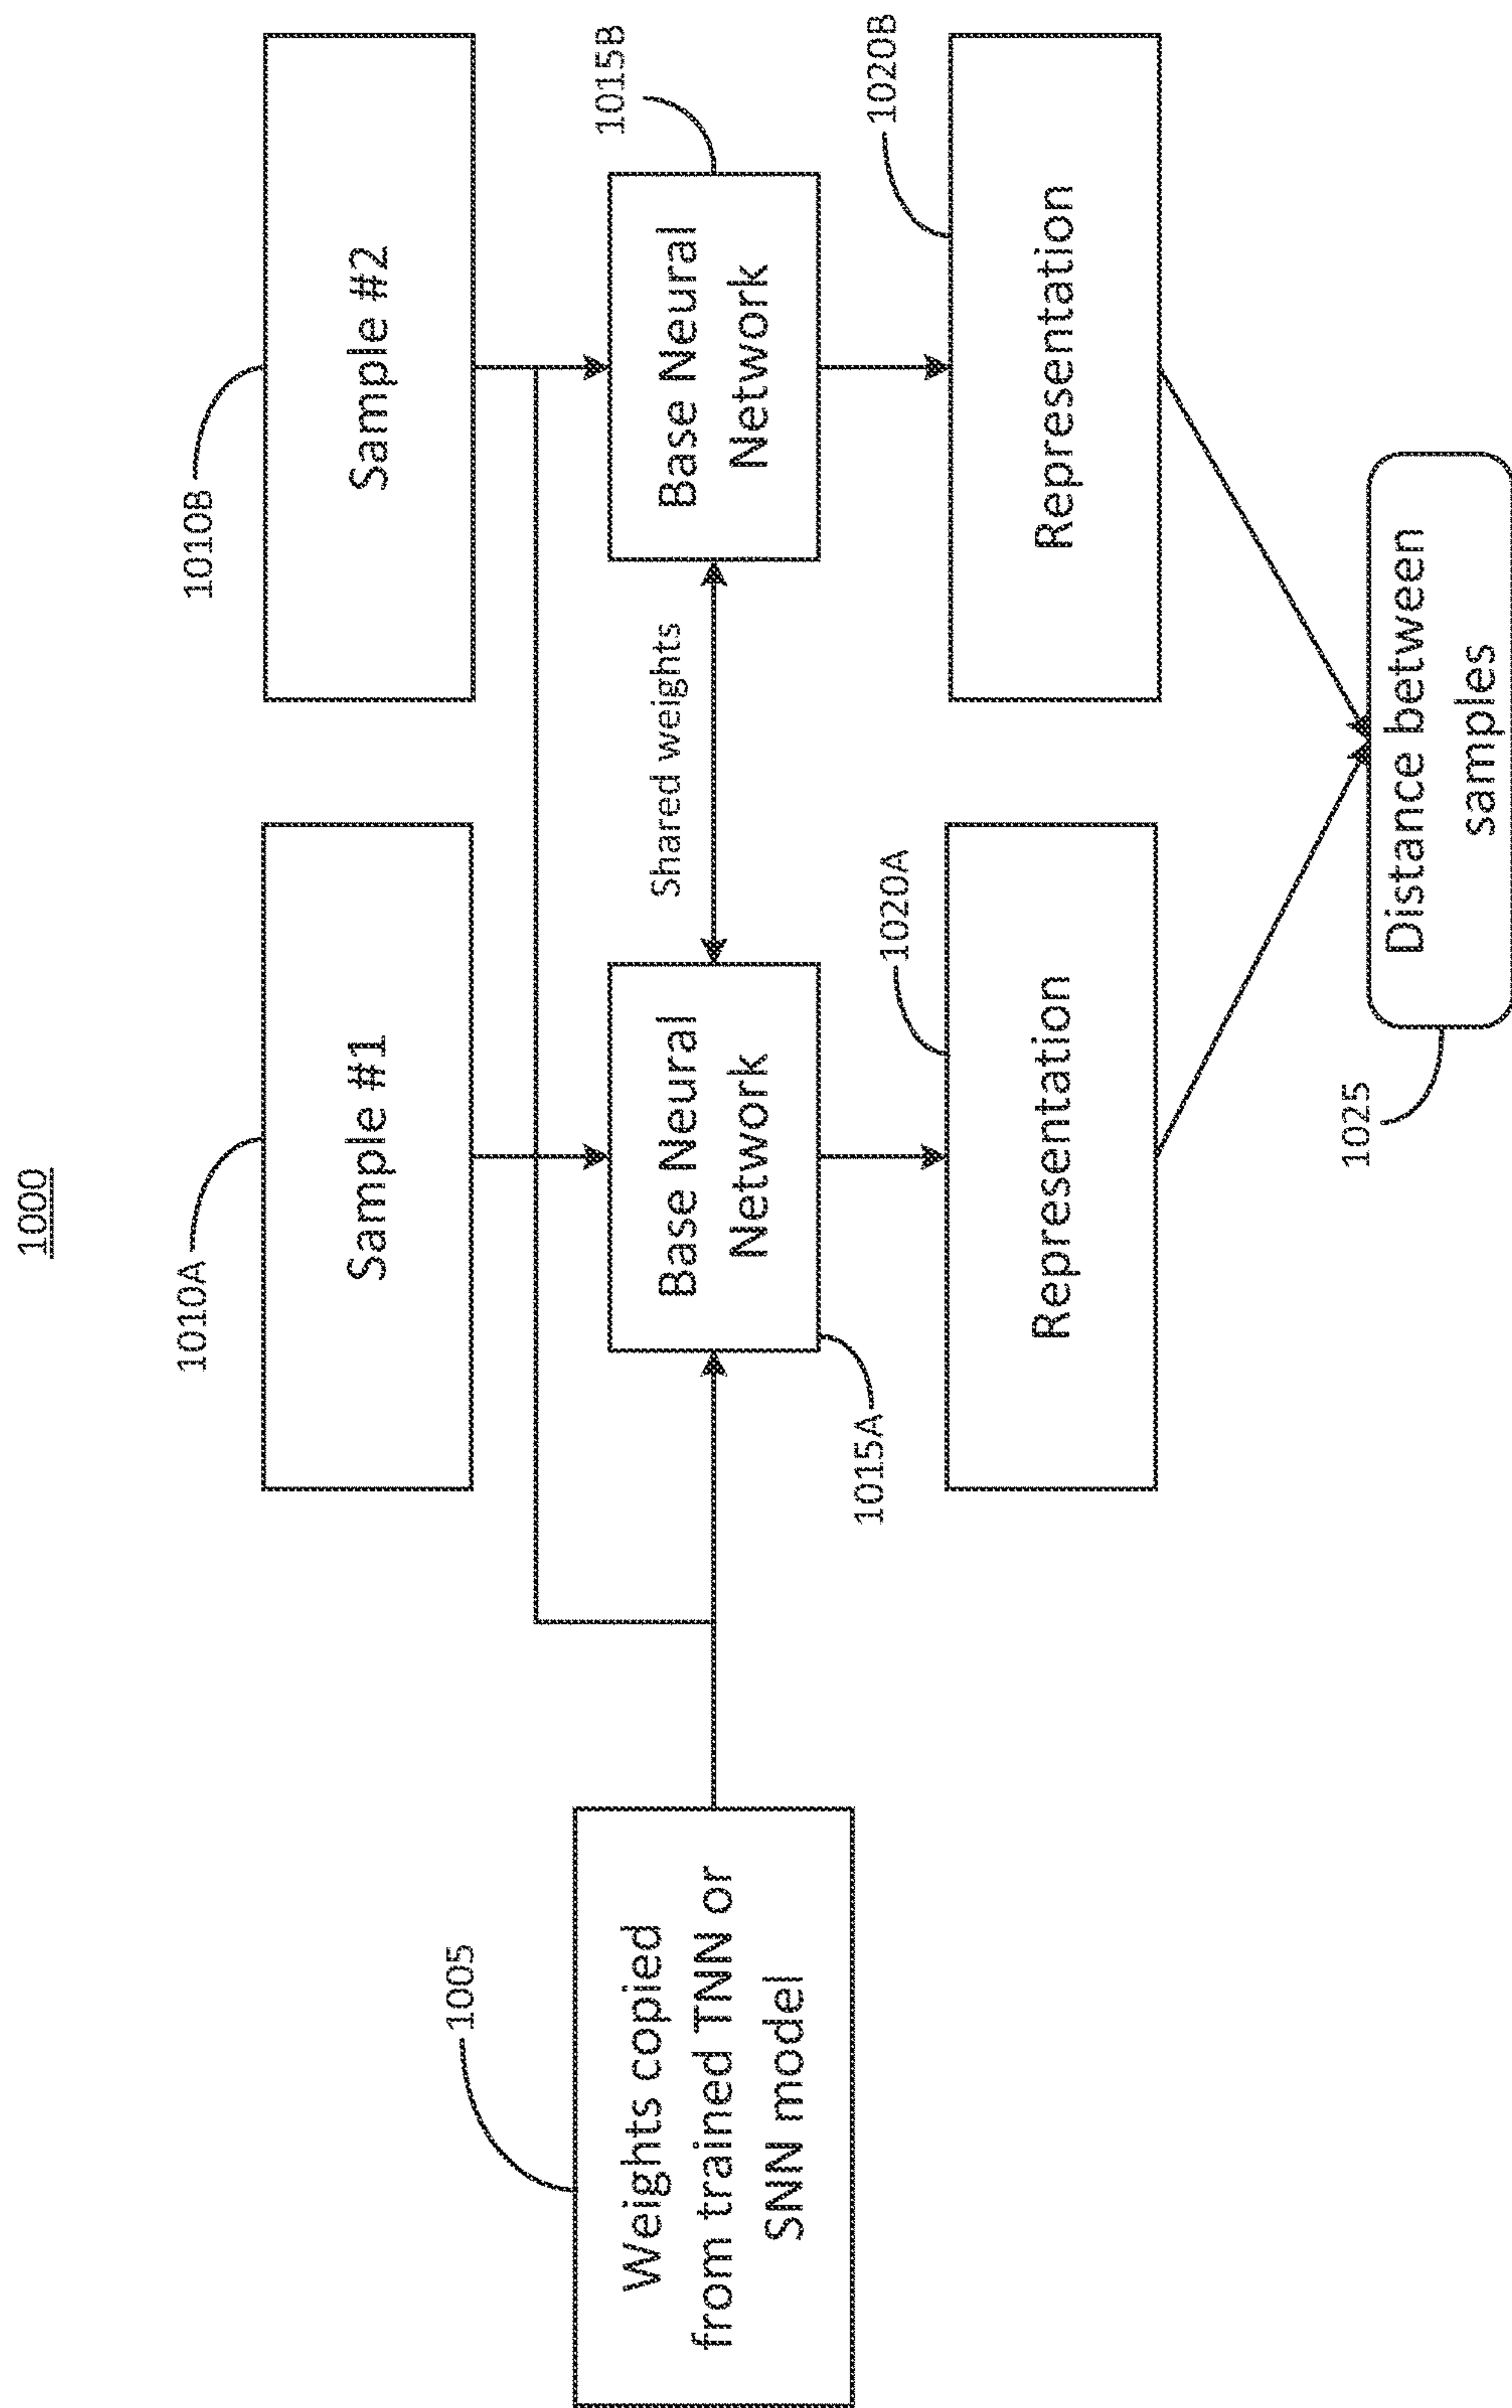 1000
1010A
Sample #1
1010B
Sample #2
1005
Weights copied
from trained TNN or
SNN model
Base Neural
Network
1015A
Shared weights
Base Neural
Network
1015B
Representation
1020A
Representation
1020B
Distance between
samples
1025